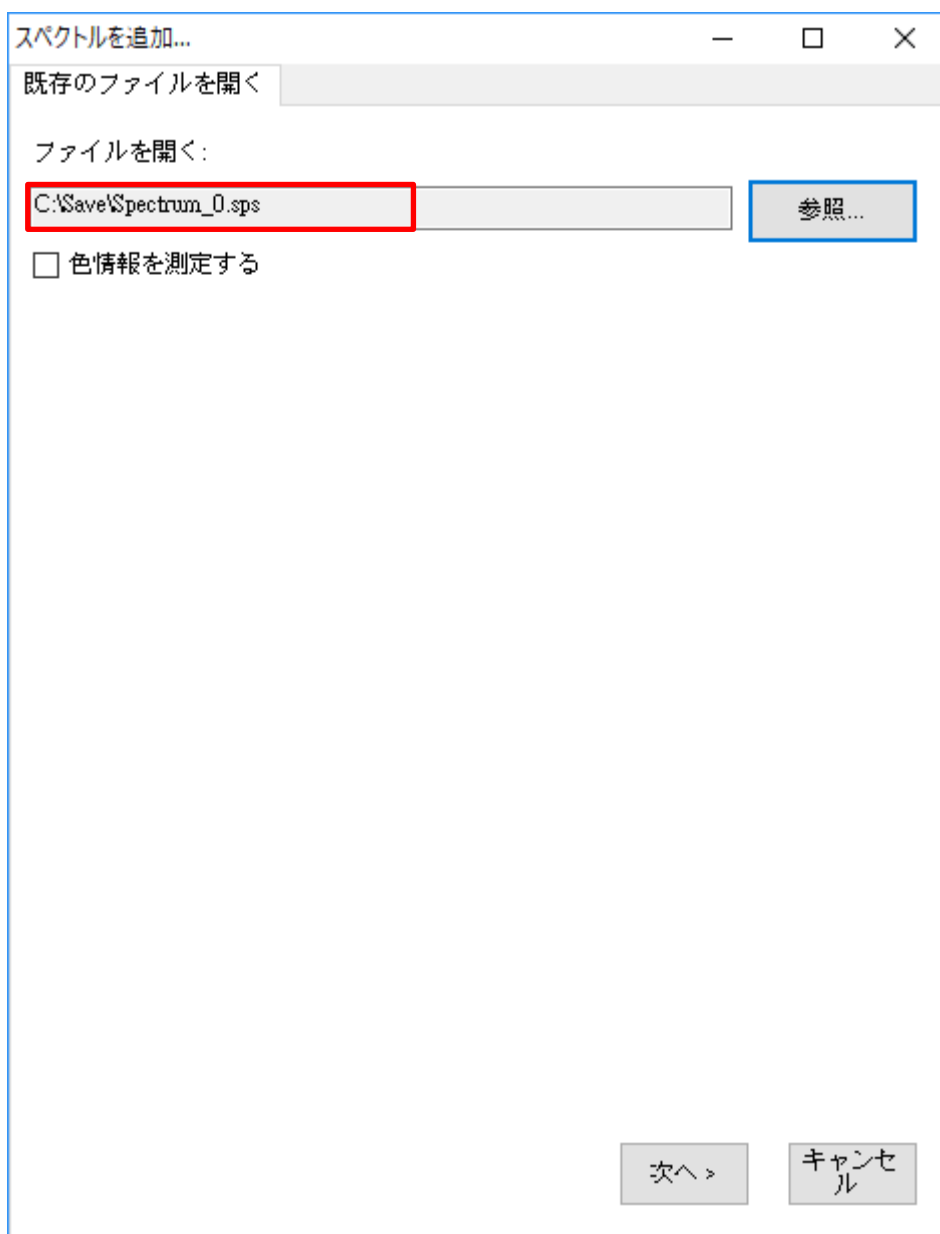 スペクトルを追加...
既存のファイルを開く
ファイルを開く:
C:\Save\Spectrum_0.sps
参照...
色情報を測定する
次へ >
キャンセ
ル